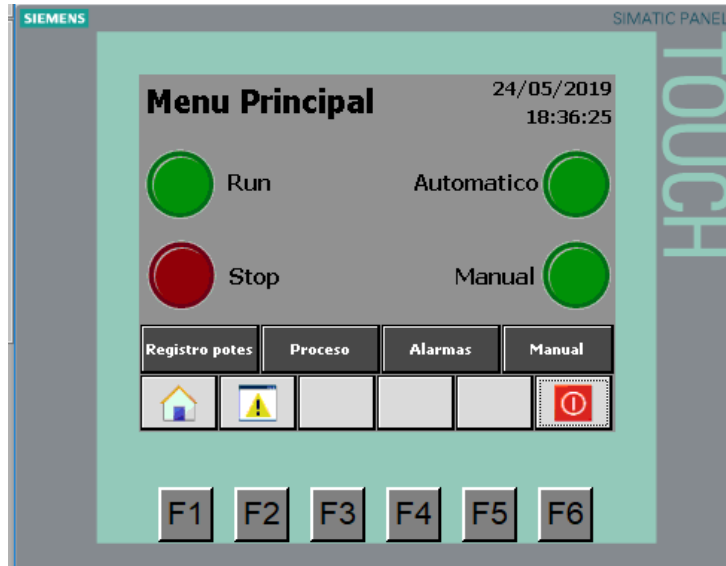 SIEMENS
SIMATIC PANEL
TOUCH
Menu Principal
24/05/2019
18:36:25
Run
Automatico
Stop
Manual
Registro potes
Proceso
Alarmas
Manual
F1
F2
F3
F4
F5
F6